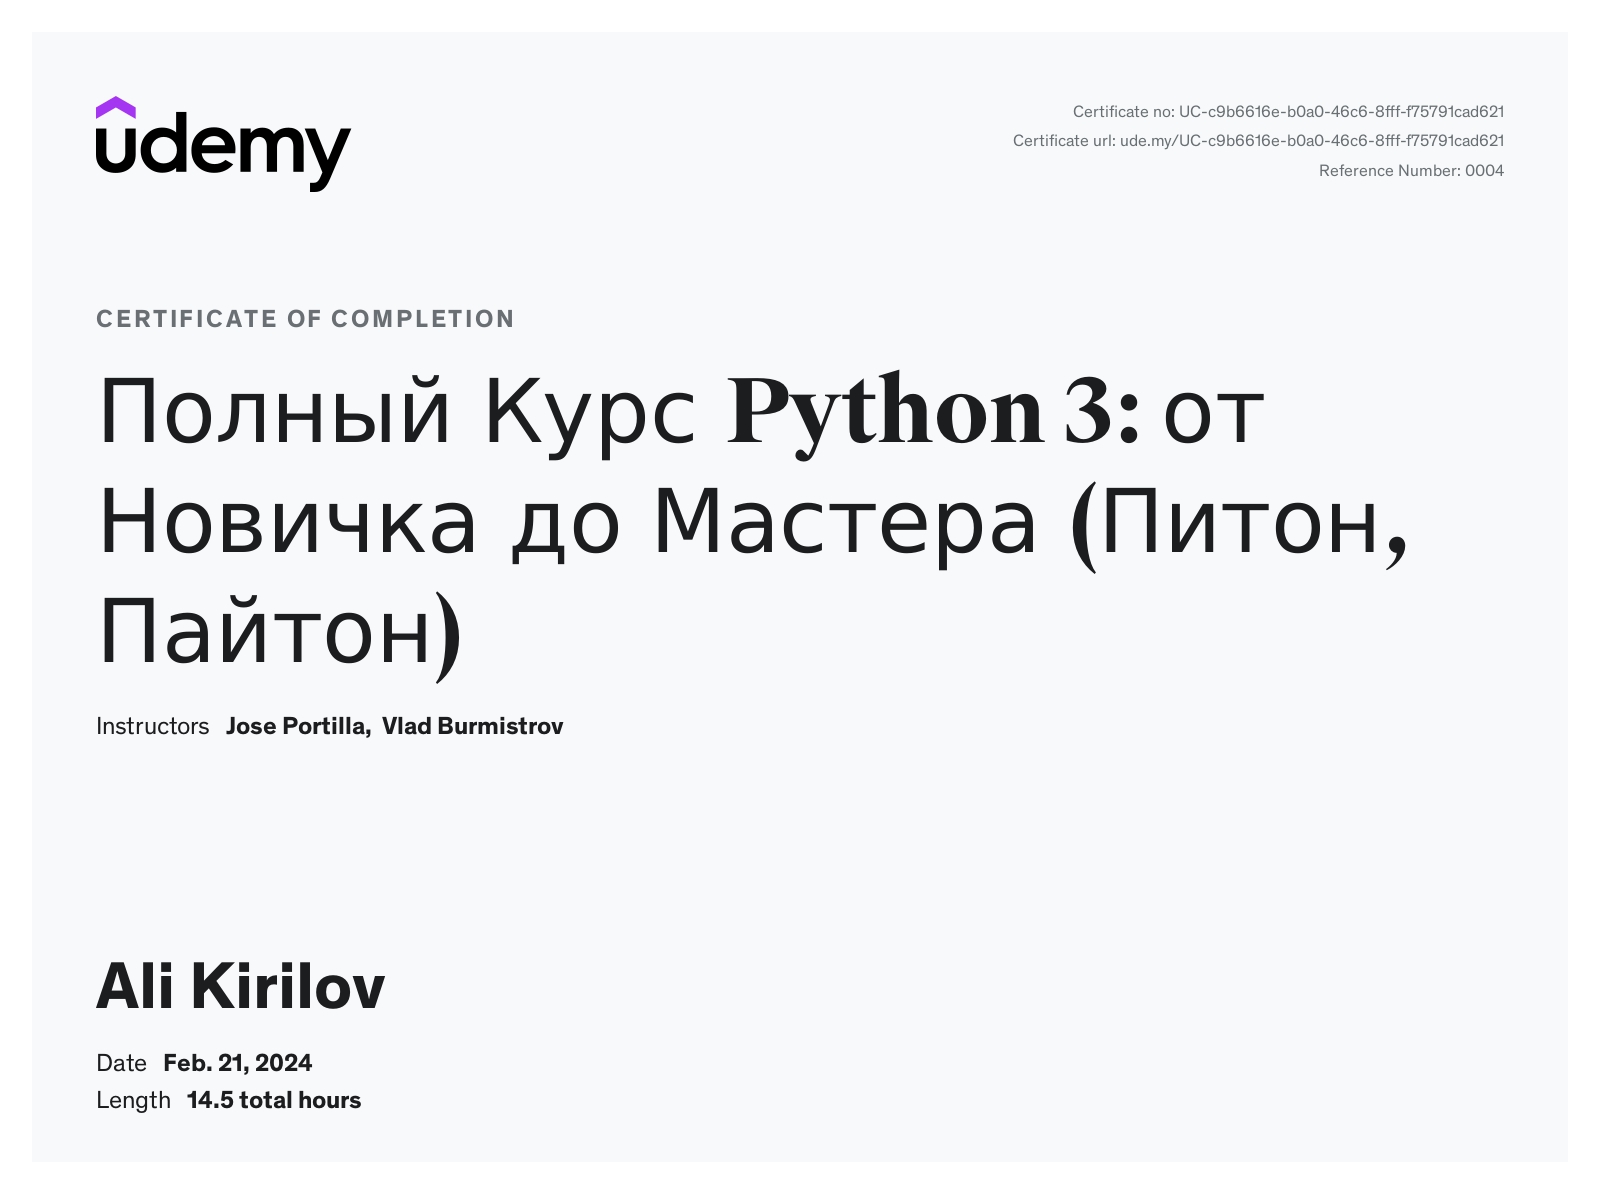 udemy
Certificate no: UC-c9b6616e-b0a0-46c6-8fff-f75791cad621
Certificate url: ude.my/UC-c9b6616e-b0a0-46c6-8fff-f75791cad621
Reference Number: 0004
CERTIFICATE OF COMPLETION
Полный Курс Python 3: от
Новичка до Мастера (Питон,
Пайтон)
Instructors Jose Portilla, Vlad Burmistrov
Ali Kirilov
Date Feb. 21, 2024
Length 14.5 total hours